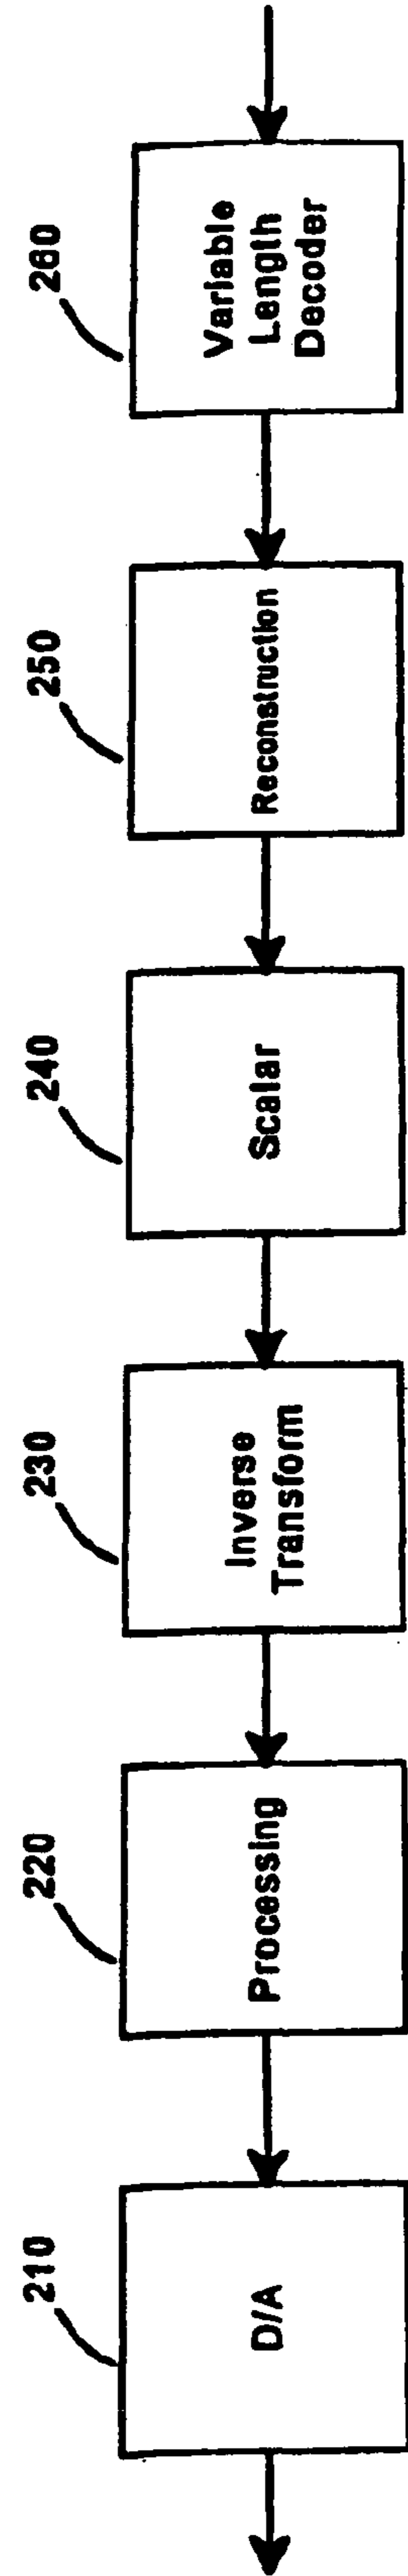 210
220
230
240
250
260
D/A
Processing
Inverse
Transform
Scalar
Reconstruction
Variable
Length
Decoder